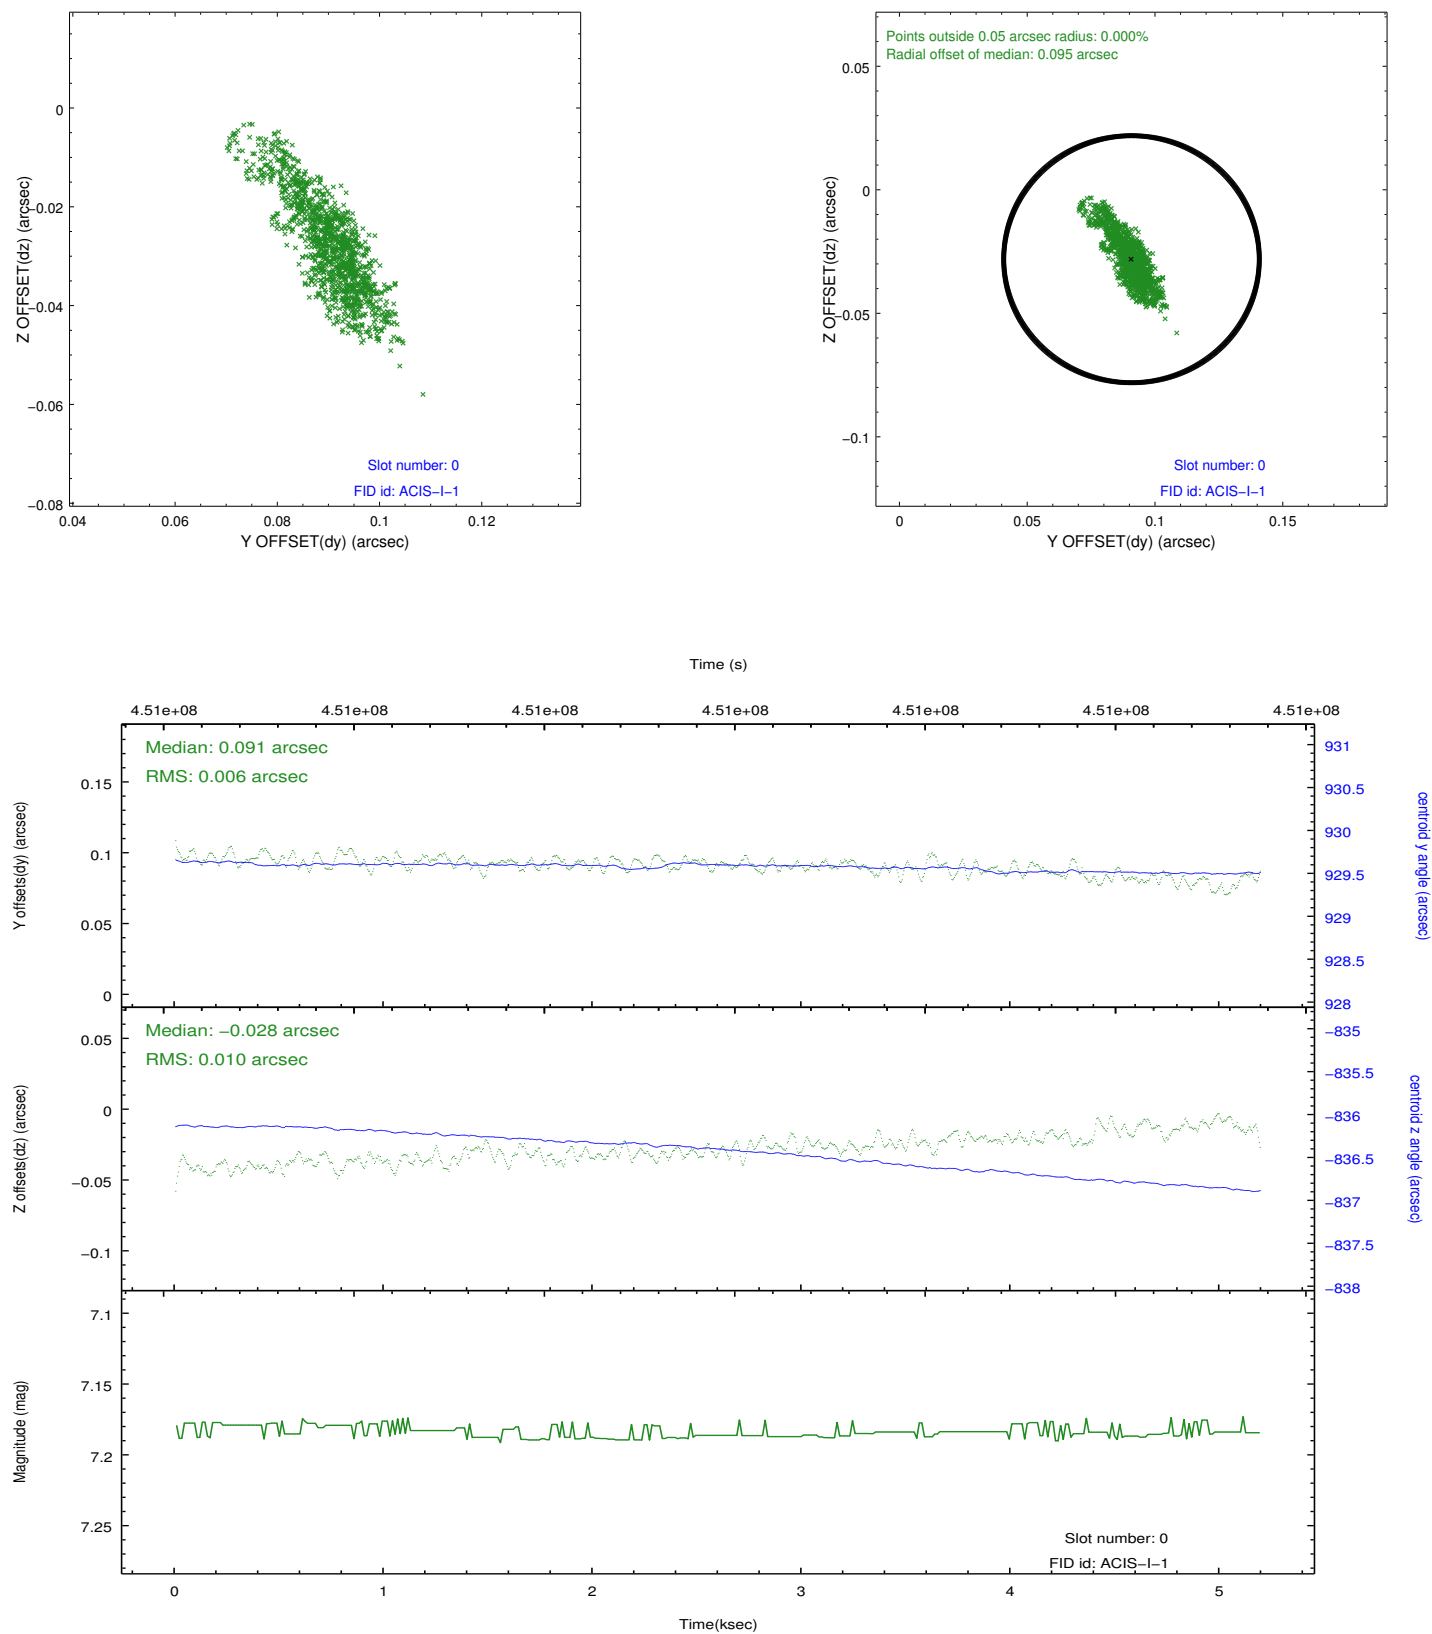 0
−0.02
−0.04
−0.06
−0.08
Z OFFSET(dz) (arcsec)
Slot number: 0
FID id: ACIS−I−1
0.04 0.06 0.08 0.1 0.12
Y OFFSET(dy) (arcsec)
Points outside 0.05 arcsec radius: 0.000%
Radial offset of median: 0.095 arcsec
0.05
0
−0.05
−0.1
Z OFFSET(dz) (arcsec)
Slot number: 0
FID id: ACIS−I−1
0 0.05 0.1 0.15
Y OFFSET(dy) (arcsec)
Time (s)
4.51e+08 4.51e+08 4.51e+08 4.51e+08 4.51e+08 4.51e+08 4.51e+08
Median: 0.091 arcsec
RMS: 0.006 arcsec
0.15
0.1
0.05
0
Y offsets(dy) (arcsec)
931
930.5
930
929.5
929
928.5
928
centroid y angle (arcsec)
Median: −0.028 arcsec
RMS: 0.010 arcsec
0.05
0
−0.05
−0.1
Z offsets(dz) (arcsec)
−835
−835.5
−836
−836.5
−837
−837.5
−838
centroid z angle (arcsec)
7.1
7.15
7.2
7.25
Magnitude (mag)
Slot number: 0
FID id: ACIS−I−1
0 1 2 3 4 5
Time(ksec)